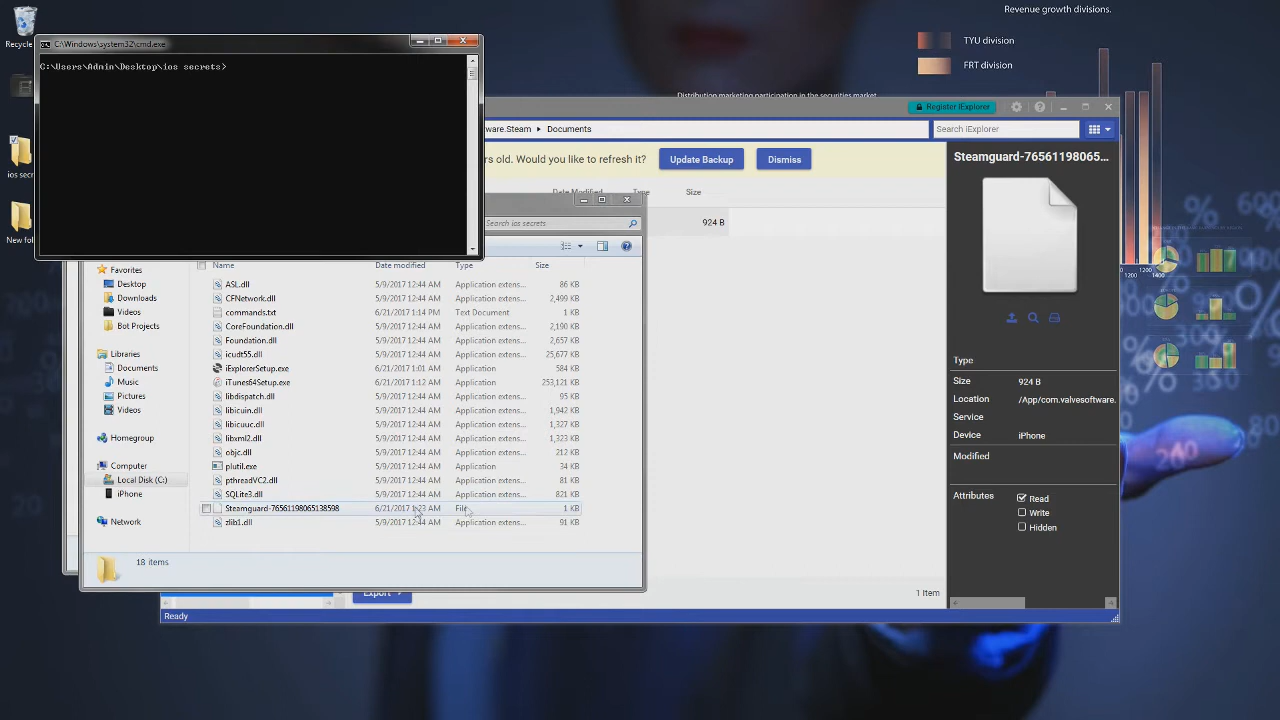 Revenue growth divisions.
TYU division
FRT division
Recycle
C:\Windows\system32\cmd.exe
C:\Users\Admin\Desktop\ios secrets>
Distribution marketing participation in the securities market
Register iExplorer
ware.Steam ▸ Documents
Search iExplorer
rs old. Would you like to refresh it?
Update Backup
Dismiss
Steamguard-76561198065...
ios secr
New fol
Date Modified
Type
Size
924 B
Search ios secrets
Name
Date modified
Type
Size
Favorites
Desktop
Downloads
Videos
Bot Projects
Libraries
Documents
Music
Pictures
Videos
Homegroup
Computer
Local Disk (C:)
iPhone
Network
ASL.dll 5/9/2017 12:44 AM Application extens... 86 KB
CFNetwork.dll 5/9/2017 12:44 AM Application extens... 2,499 KB
commands.txt 6/21/2017 1:14 PM Text Document 1 KB
CoreFoundation.dll 5/9/2017 12:44 AM Application extens... 2,190 KB
Foundation.dll 5/9/2017 12:44 AM Application extens... 2,657 KB
icudt55.dll 5/9/2017 12:44 AM Application extens... 25,677 KB
iExplorerSetup.exe 6/21/2017 1:01 AM Application 584 KB
iTunes64Setup.exe 6/21/2017 1:12 AM Application 253,121 KB
libdispatch.dll 5/9/2017 12:44 AM Application extens... 95 KB
libicuin.dll 5/9/2017 12:44 AM Application extens... 1,942 KB
libicuuc.dll 5/9/2017 12:44 AM Application extens... 1,327 KB
libxml2.dll 5/9/2017 12:44 AM Application extens... 1,323 KB
objc.dll 5/9/2017 12:44 AM Application extens... 212 KB
plutil.exe 5/9/2017 12:44 AM Application 34 KB
pthreadVC2.dll 5/9/2017 12:44 AM Application extens... 81 KB
SQLite3.dll 5/9/2017 12:44 AM Application extens... 821 KB
Steamguard-76561198065138598 6/21/2017 1:23 AM File 1 KB
zlib1.dll 5/9/2017 12:44 AM Application extens... 91 KB
18 items
Export
1 Item
Ready
Type
Size 924 B
Location /App/com.valvesoftware.
Service
Device iPhone
Modified
Attributes
Read
Write
Hidden
1200 1400
1200